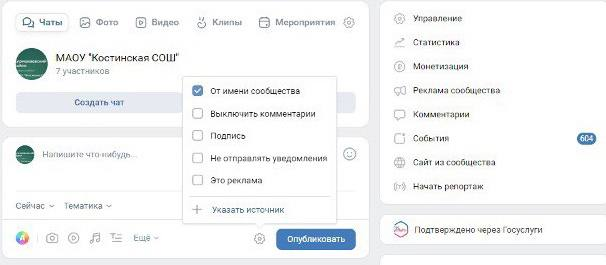 Чаты
Фото
Видео
Клипы
Мероприятия
МАОУ "Костинская СОШ"
7 участников
Создать чат
От имени сообщества
Выключить комментарии
Подпись
Не отправлять уведомления
Это реклама
Указать источник
Напишите что-нибудь...
Сейчас
Тематика
Ещё
Опубликовать
Управление
Статистика
Монетизация
Реклама сообщества
Комментарии
События 604
Сайт из сообщества
Начать репортаж
Подтверждено через Госуслуги